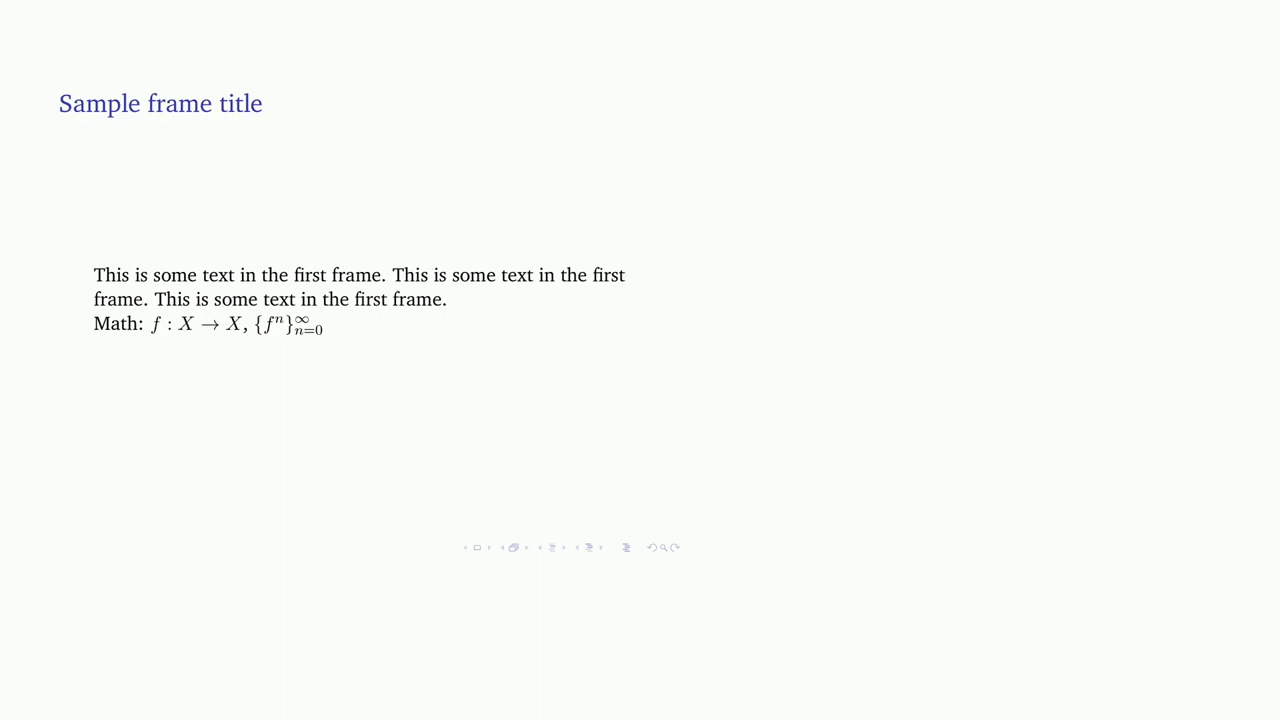 Sample frame title
This is some text in the first frame. This is some text in the first
frame. This is some text in the first frame.
Math: f : X → X, {fⁿ}_{n=0}^{∞}